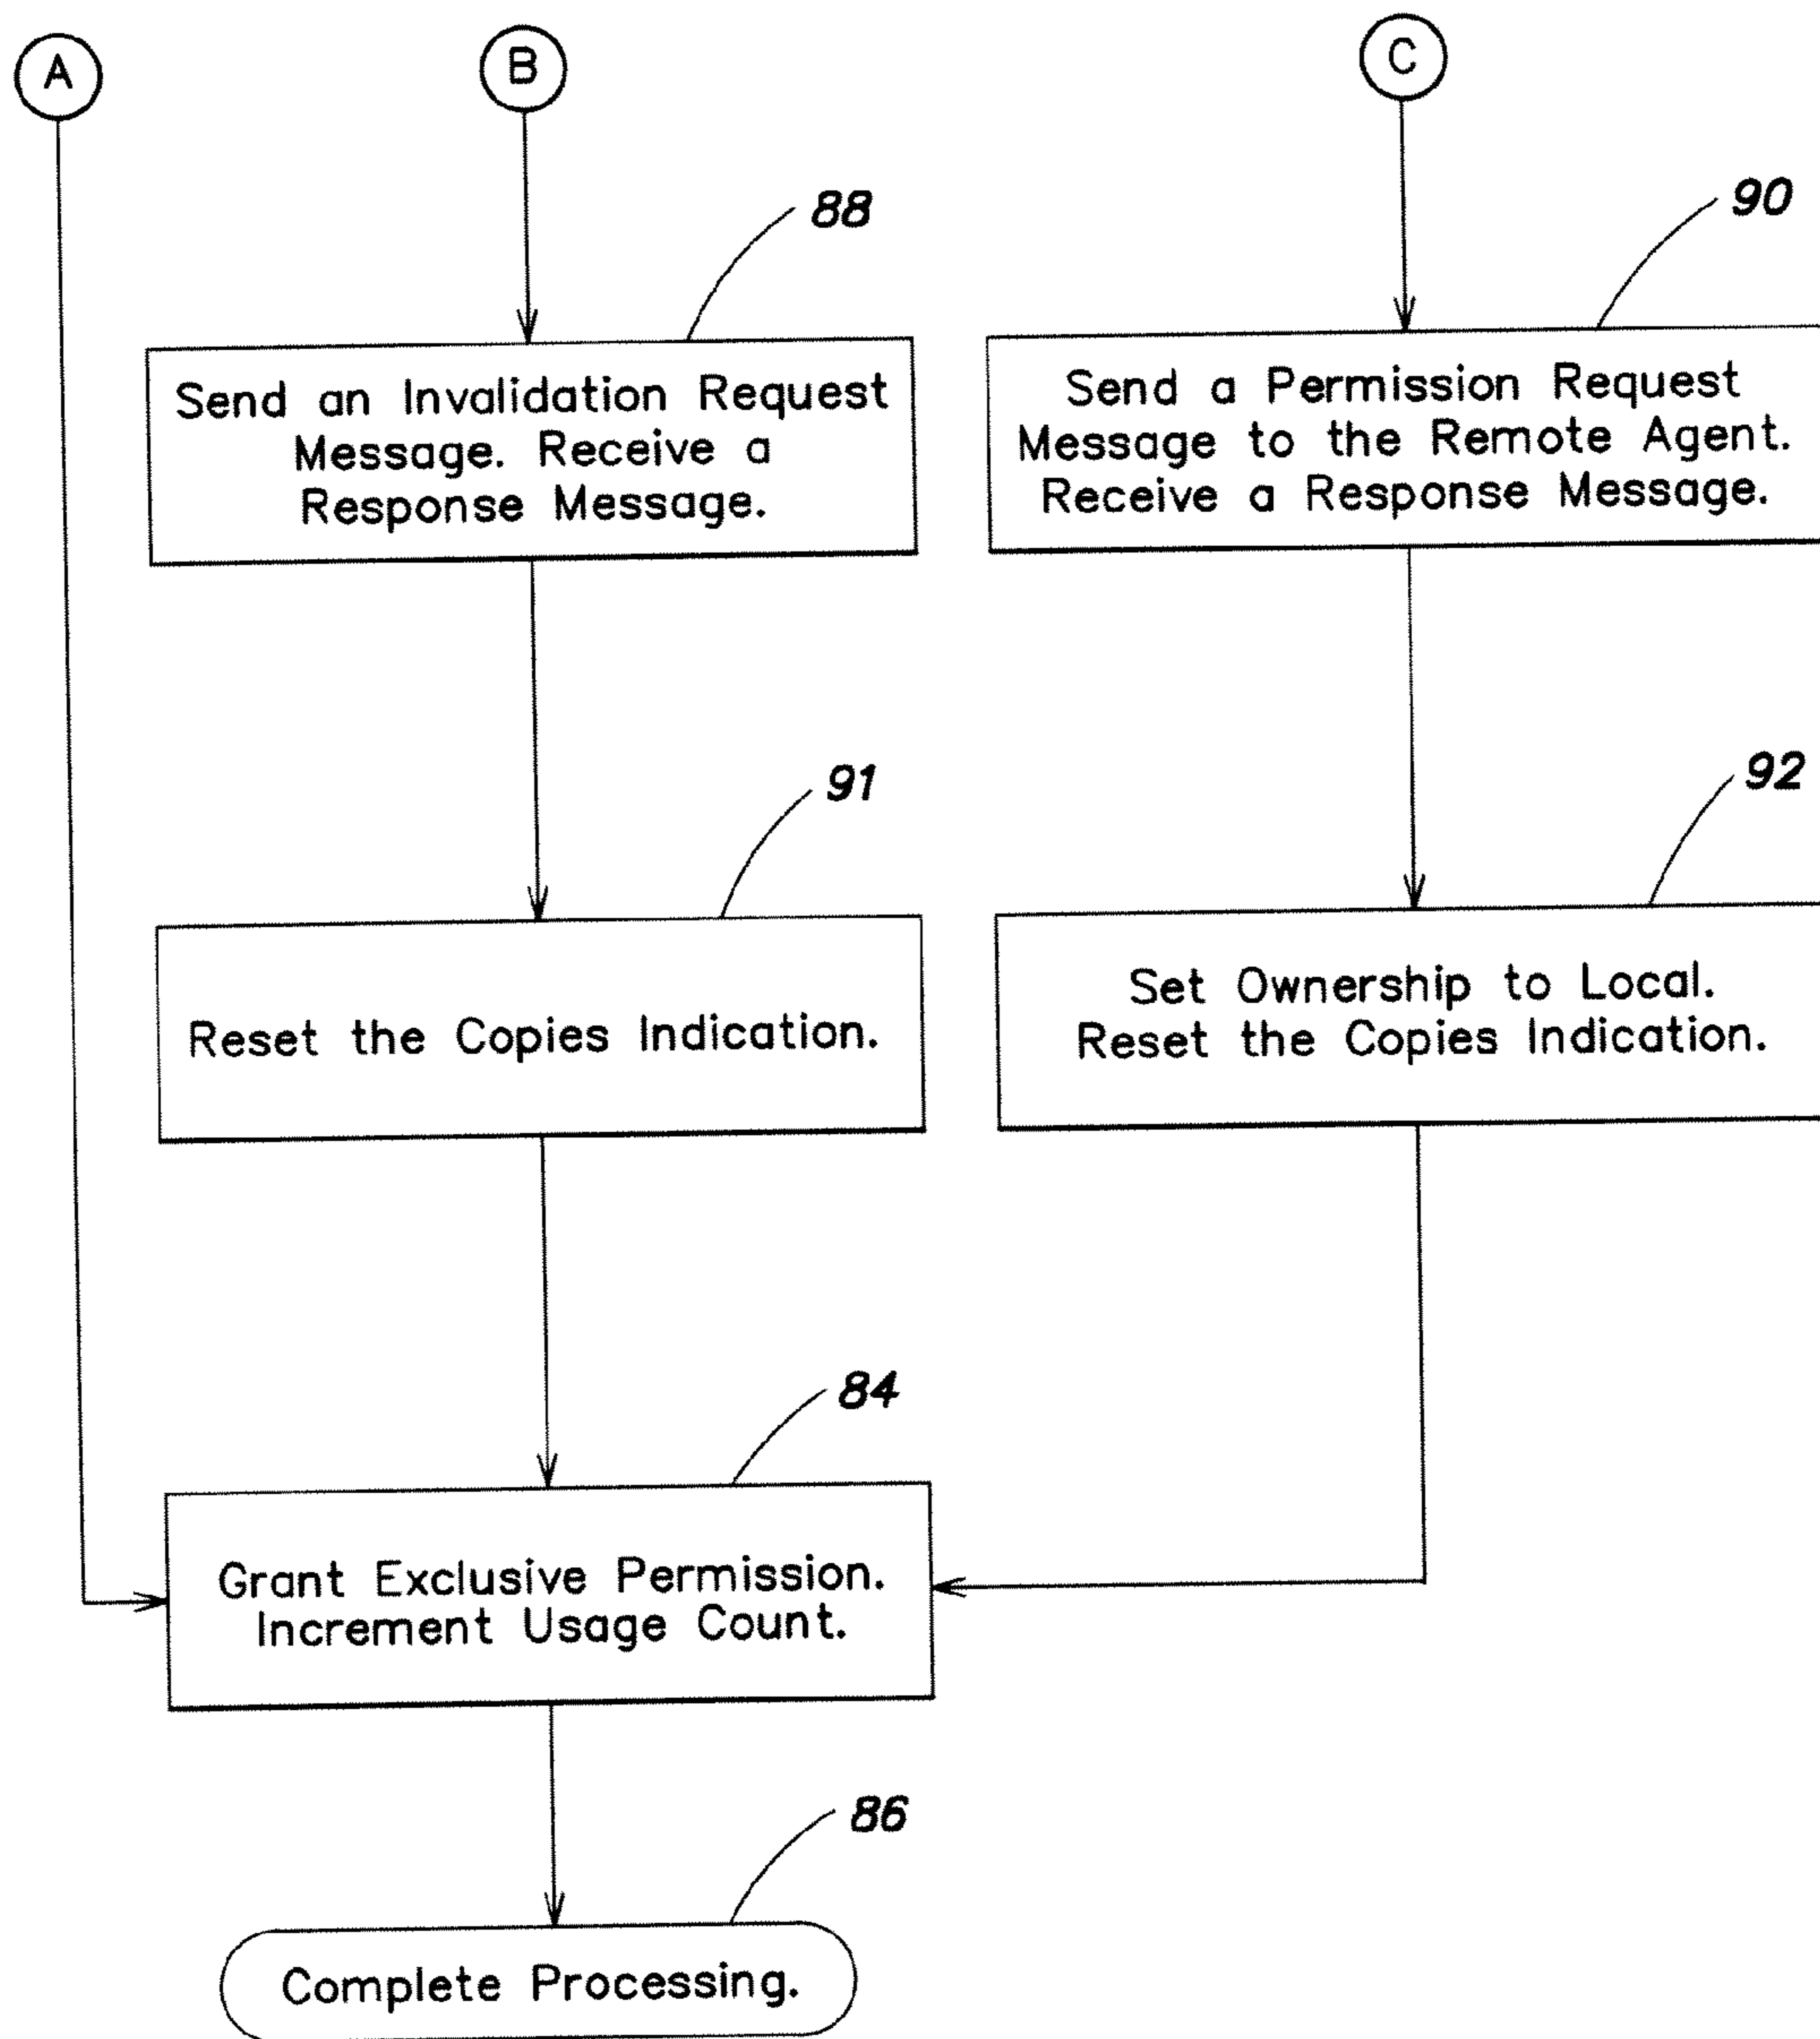 A
B
C
88
90
Send an Invalidation Request
Message. Receive a
Response Message.
Send a Permission Request
Message to the Remote Agent.
Receive a Response Message.
91
92
Reset the Copies Indication.
Set Ownership to Local.
Reset the Copies Indication.
84
Grant Exclusive Permission.
Increment Usage Count.
86
Complete Processing.